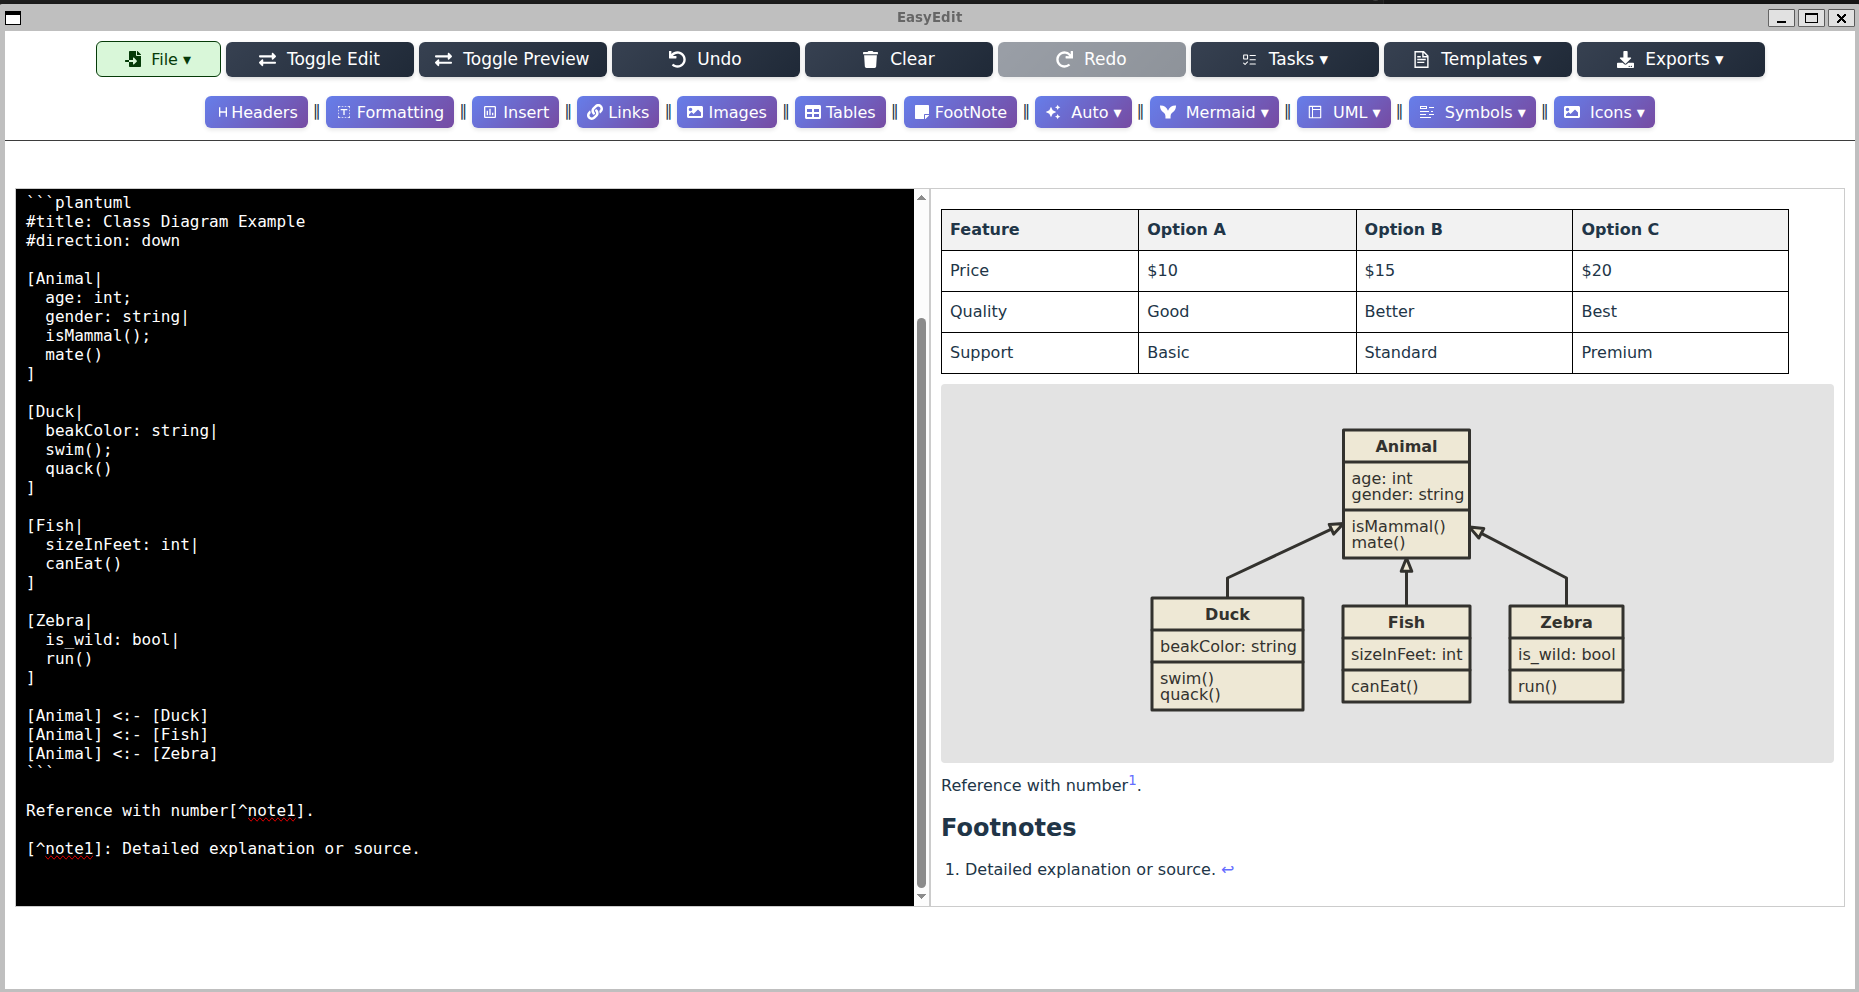 EasyEdit
File ▾ Toggle Edit Toggle Preview Undo Clear Redo Tasks ▾ Templates ▾ Exports ▾
H Headers || Formatting || Insert || Links || Images || Tables || FootNote || Auto ▾ || Mermaid ▾ || UML ▾ || Symbols ▾ || Icons ▾
```plantuml
#title: Class Diagram Example
#direction: down
[Animal|
  age: int;
  gender: string|
  isMammal();
  mate()
]
[Duck|
  beakColor: string|
  swim();
  quack()
]
[Fish|
  sizeInFeet: int|
  canEat()
]
[Zebra|
  is_wild: bool|
  run()
]
[Animal] <:- [Duck]
[Animal] <:- [Fish]
[Animal] <:- [Zebra]
```
Reference with number[^note1].
[^note1]: Detailed explanation or source.
Feature Option A Option B Option C
Price $10 $15 $20
Quality Good Better Best
Support Basic Standard Premium
Animal
age: int
gender: string
isMammal()
mate()
Duck
beakColor: string
swim()
quack()
Fish
sizeInFeet: int
canEat()
Zebra
is_wild: bool
run()
Reference with number1.
Footnotes
1. Detailed explanation or source. ↩